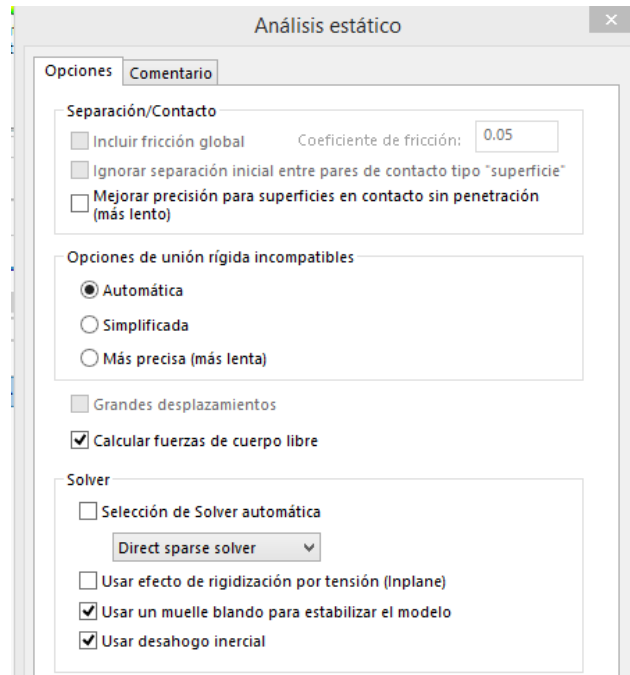 Análisis estático
Opciones
Comentario
Separación/Contacto
Incluir fricción global
Coeficiente de fricción:
0.05
Ignorar separación inicial entre pares de contacto tipo "superficie"
Mejorar precisión para superficies en contacto sin penetración
(más lento)
Opciones de unión rígida incompatibles
Automática
Simplificada
Más precisa (más lenta)
Grandes desplazamientos
Calcular fuerzas de cuerpo libre
Solver
Selección de Solver automática
Direct sparse solver
Usar efecto de rigidización por tensión (Inplane)
Usar un muelle blando para estabilizar el modelo
Usar desahogo inercial